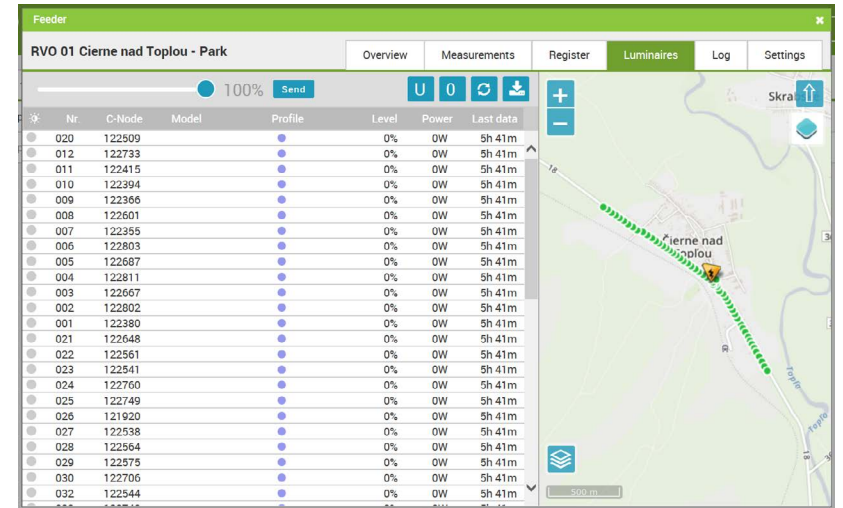 Feeder
RVO 01 Cierne nad Toplou - Park
Overview Measurements Register Luminaires Log Settings
100% Send U 0
Nr. C-Node Model Profile Level Power Last data
020 122509 0% 0W 5h 41m
012 122733 0% 0W 5h 41m
011 122415 0% 0W 5h 41m
010 122394 0% 0W 5h 41m
009 122366 0% 0W 5h 41m
008 122601 0% 0W 5h 41m
007 122355 0% 0W 5h 41m
006 122803 0% 0W 5h 41m
005 122687 0% 0W 5h 41m
004 122811 0% 0W 5h 41m
003 122667 0% 0W 5h 41m
002 122802 0% 0W 5h 41m
001 122380 0% 0W 5h 41m
021 122648 0% 0W 5h 41m
022 122561 0% 0W 5h 41m
023 122541 0% 0W 5h 41m
024 122760 0% 0W 5h 41m
025 122749 0% 0W 5h 41m
026 121920 0% 0W 5h 41m
027 122538 0% 0W 5h 41m
028 122564 0% 0W 5h 41m
029 122575 0% 0W 5h 41m
030 122706 0% 0W 5h 41m
032 122544 0% 0W 5h 41m
18
Čierne nad
Topľou
Topľa
Topľa
18
500 m